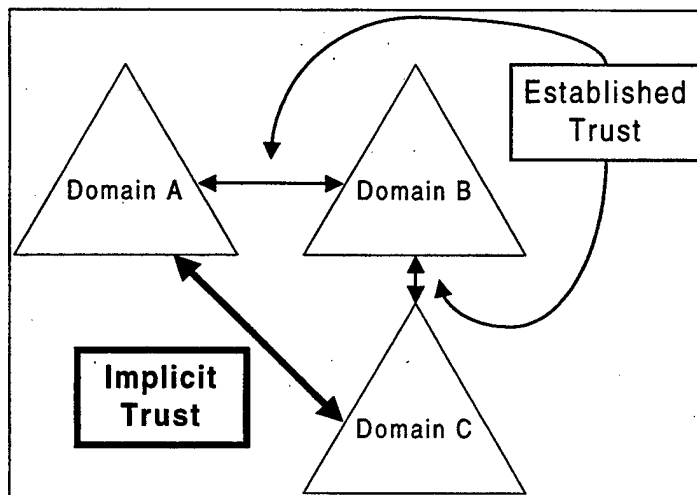 Established
Trust
Domain A
Domain B
Implicit
Trust
Domain C